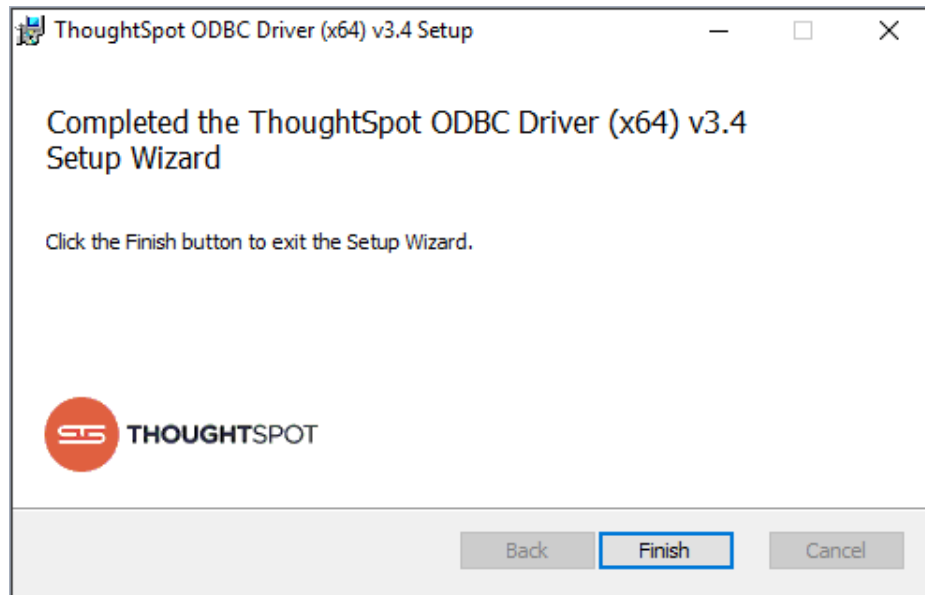 ThoughtSpot ODBC Driver (x64) v3.4 Setup
Completed the ThoughtSpot ODBC Driver (x64) v3.4
Setup Wizard
Click the Finish button to exit the Setup Wizard.
THOUGHTSPOT
Back Finish Cancel